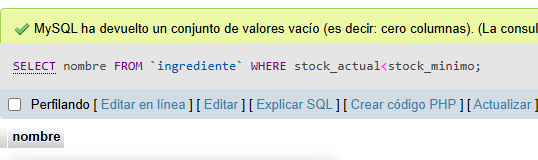 MySQL ha devuelto un conjunto de valores vacío (es decir: cero columnas). (La consul
SELECT nombre FROM `ingrediente` WHERE stock_actual<stock_minimo;
Perfilando [ Editar en línea ] [ Editar ] [ Explicar SQL ] [ Crear código PHP ] [ Actualizar ]
nombre